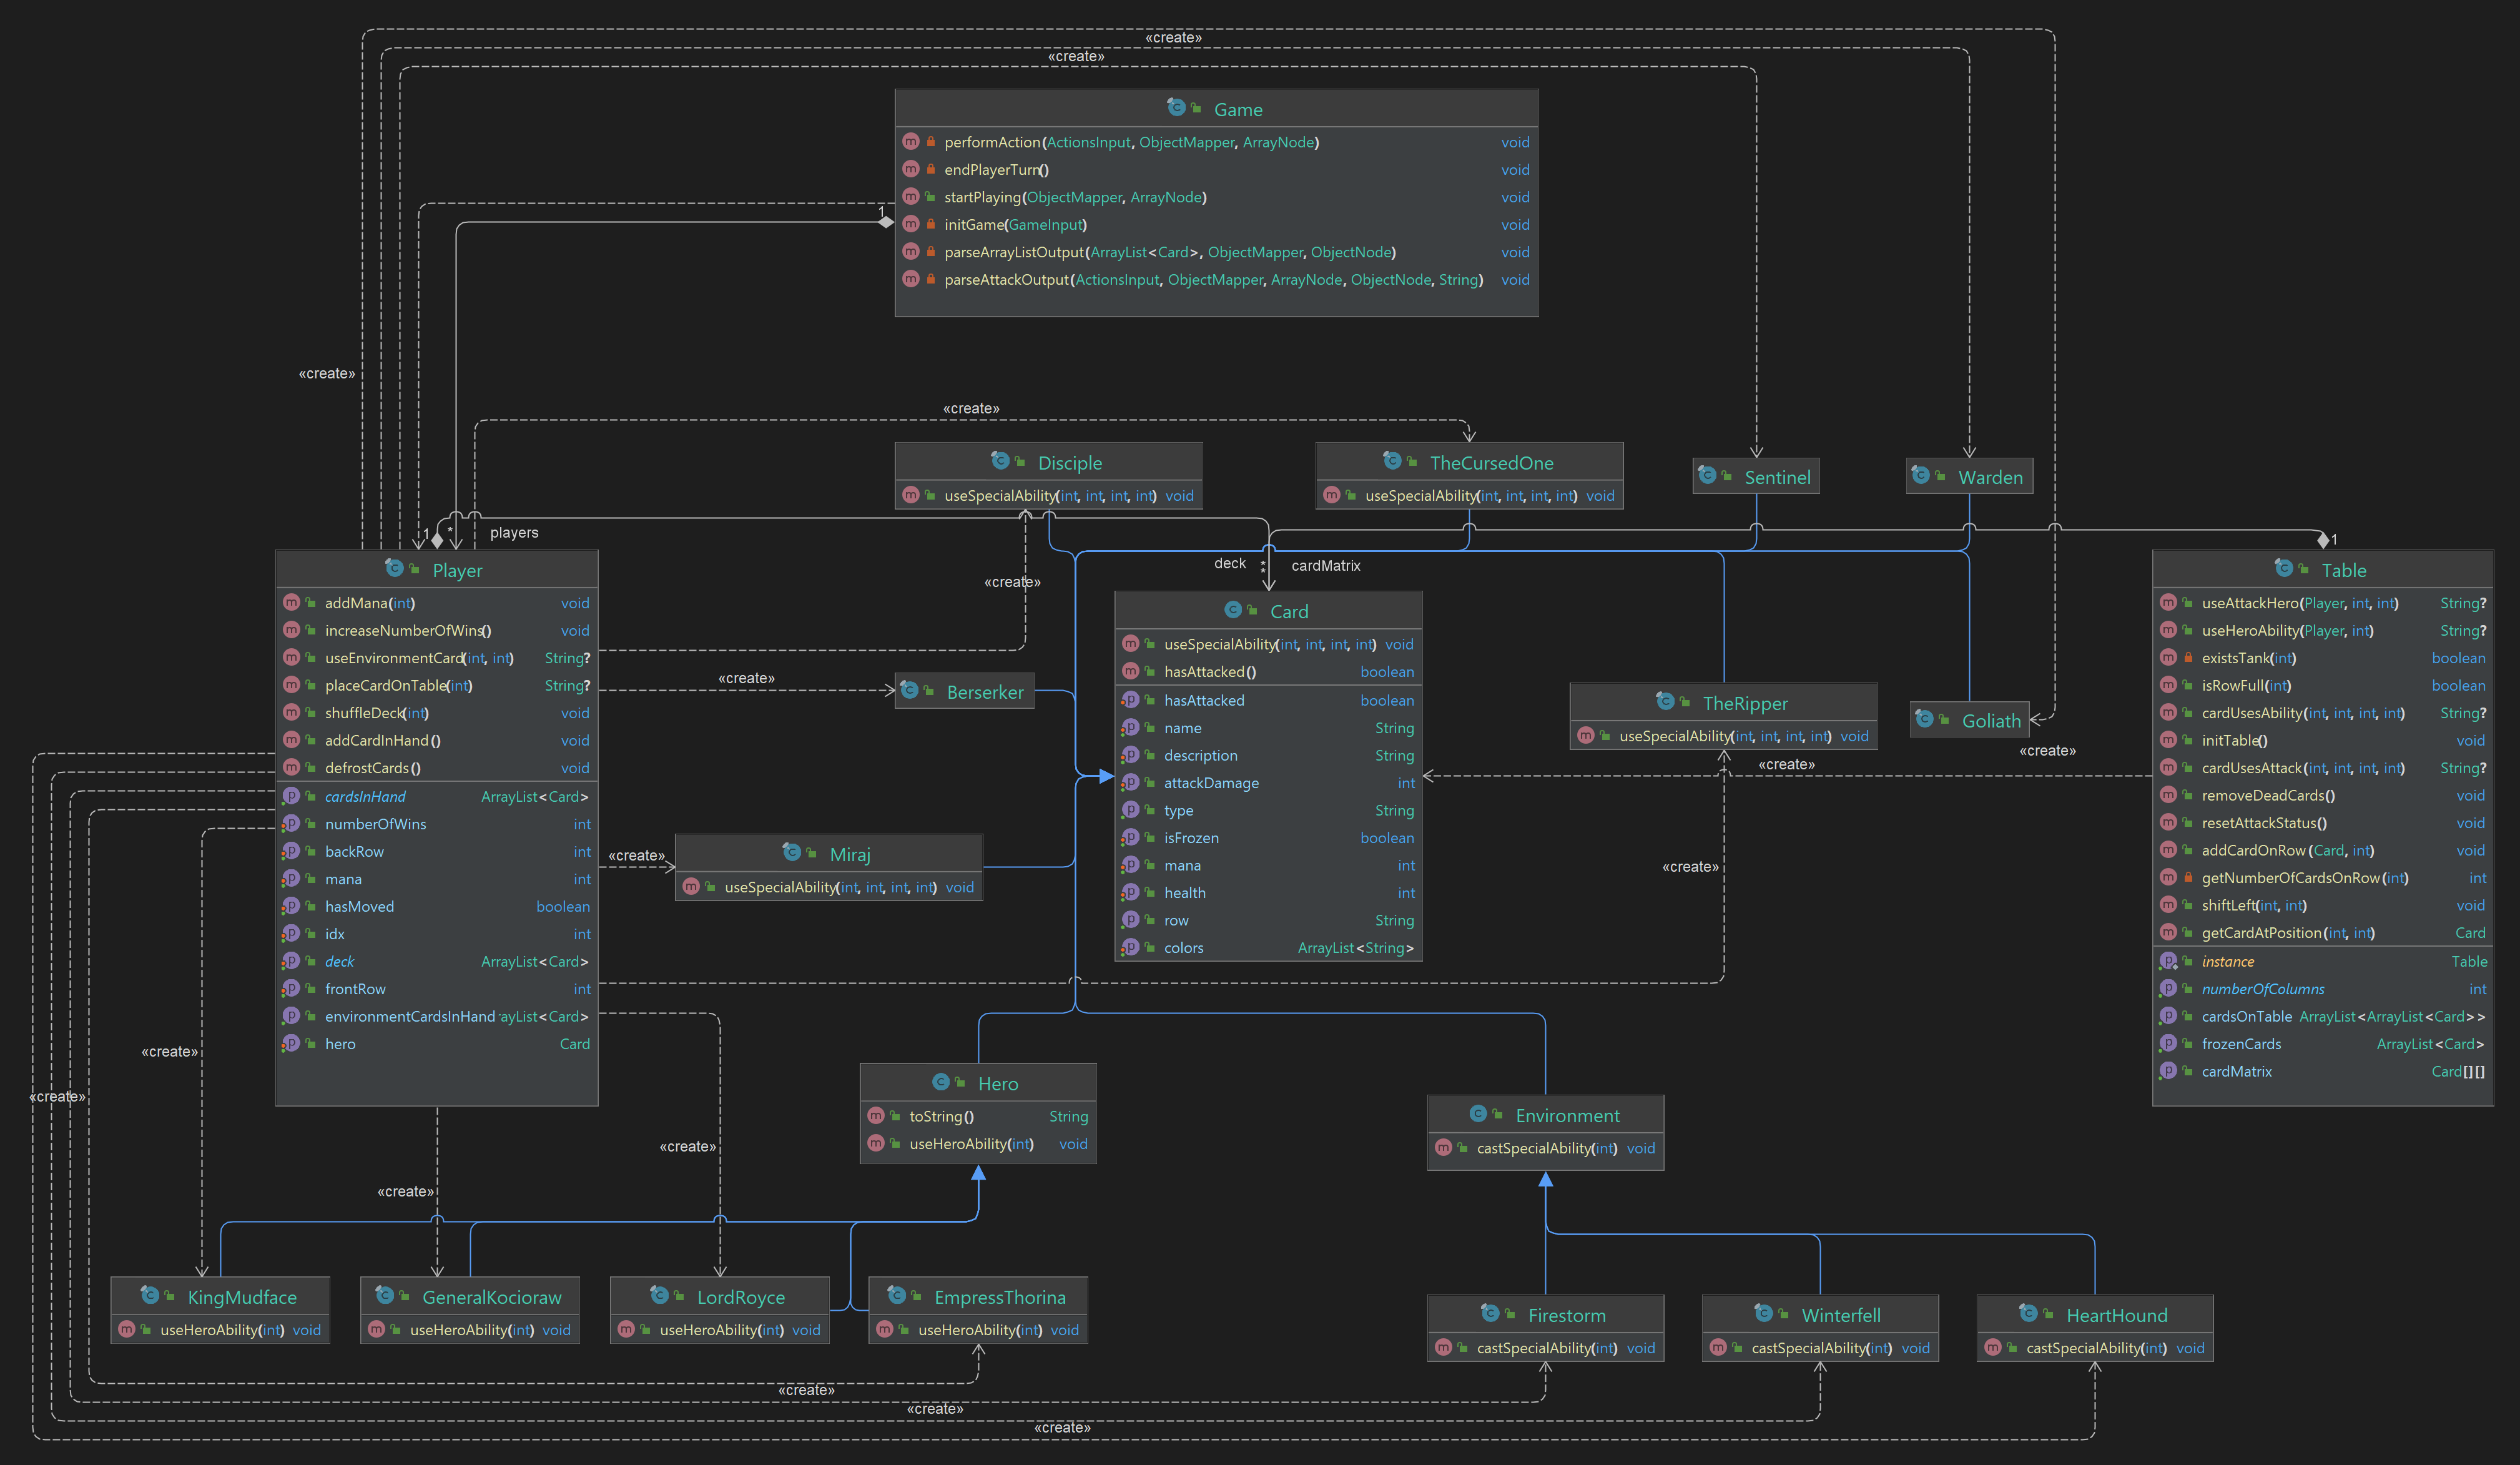 «create»
«create»
Game
performAction(ActionsInput, ObjectMapper, ArrayNode) void
endPlayerTurn() void
startPlaying(ObjectMapper, ArrayNode) void
1
initGame(GameInput) void
parseArrayListOutput(ArrayList<Card>, ObjectMapper, ObjectNode) void
parseAttackOutput(ActionsInput, ObjectMapper, ArrayNode, ObjectNode, String) void
«create»
«create»
Disciple
useSpecialAbility(int, int, int, int) void
TheCursedOne
useSpecialAbility(int, int, int, int) void
Sentinel
Warden
1
*
players
«create»
deck
*
*
cardMatrix
1
Player
addMana(int) void
increaseNumberOfWins() void
useEnvironmentCard(int, int) String?
placeCardOnTable(int) String?
shuffleDeck(int) void
addCardInHand() void
defrostCards() void
cardsInHand ArrayList<Card>
numberOfWins int
backRow int
mana int
hasMoved boolean
idx int
deck ArrayList<Card>
frontRow int
environmentCardsInHand rayList<Card>
hero Card
«create»
Berserker
«create»
Miraj
useSpecialAbility(int, int, int, int) void
Card
useSpecialAbility(int, int, int, int) void
hasAttacked() boolean
hasAttacked boolean
name String
description String
attackDamage int
type String
isFrozen boolean
mana int
health int
row String
colors ArrayList<String>
TheRipper
useSpecialAbility(int, int, int, int) void
Goliath
«create»
«create»
«create»
Table
useAttackHero(Player, int, int) String?
useHeroAbility(Player, int) String?
existsTank(int) boolean
isRowFull(int) boolean
cardUsesAbility(int, int, int, int) String?
initTable() void
cardUsesAttack(int, int, int, int) String?
removeDeadCards() void
resetAttackStatus() void
addCardOnRow(Card, int) void
getNumberOfCardsOnRow(int) int
shiftLeft(int, int) void
getCardAtPosition(int, int) Card
instance Table
numberOfColumns int
cardsOnTable ArrayList<ArrayList<Card>>
frozenCards ArrayList<Card>
cardMatrix Card[][]
«create»
«create»
«create»
«create»
Hero
toString() String
useHeroAbility(int) void
Environment
castSpecialAbility(int) void
KingMudface
useHeroAbility(int) void
GeneralKocioraw
useHeroAbility(int) void
LordRoyce
useHeroAbility(int) void
EmpressThorina
useHeroAbility(int) void
Firestorm
castSpecialAbility(int) void
Winterfell
castSpecialAbility(int) void
HeartHound
castSpecialAbility(int) void
«create»
«create»
«create»